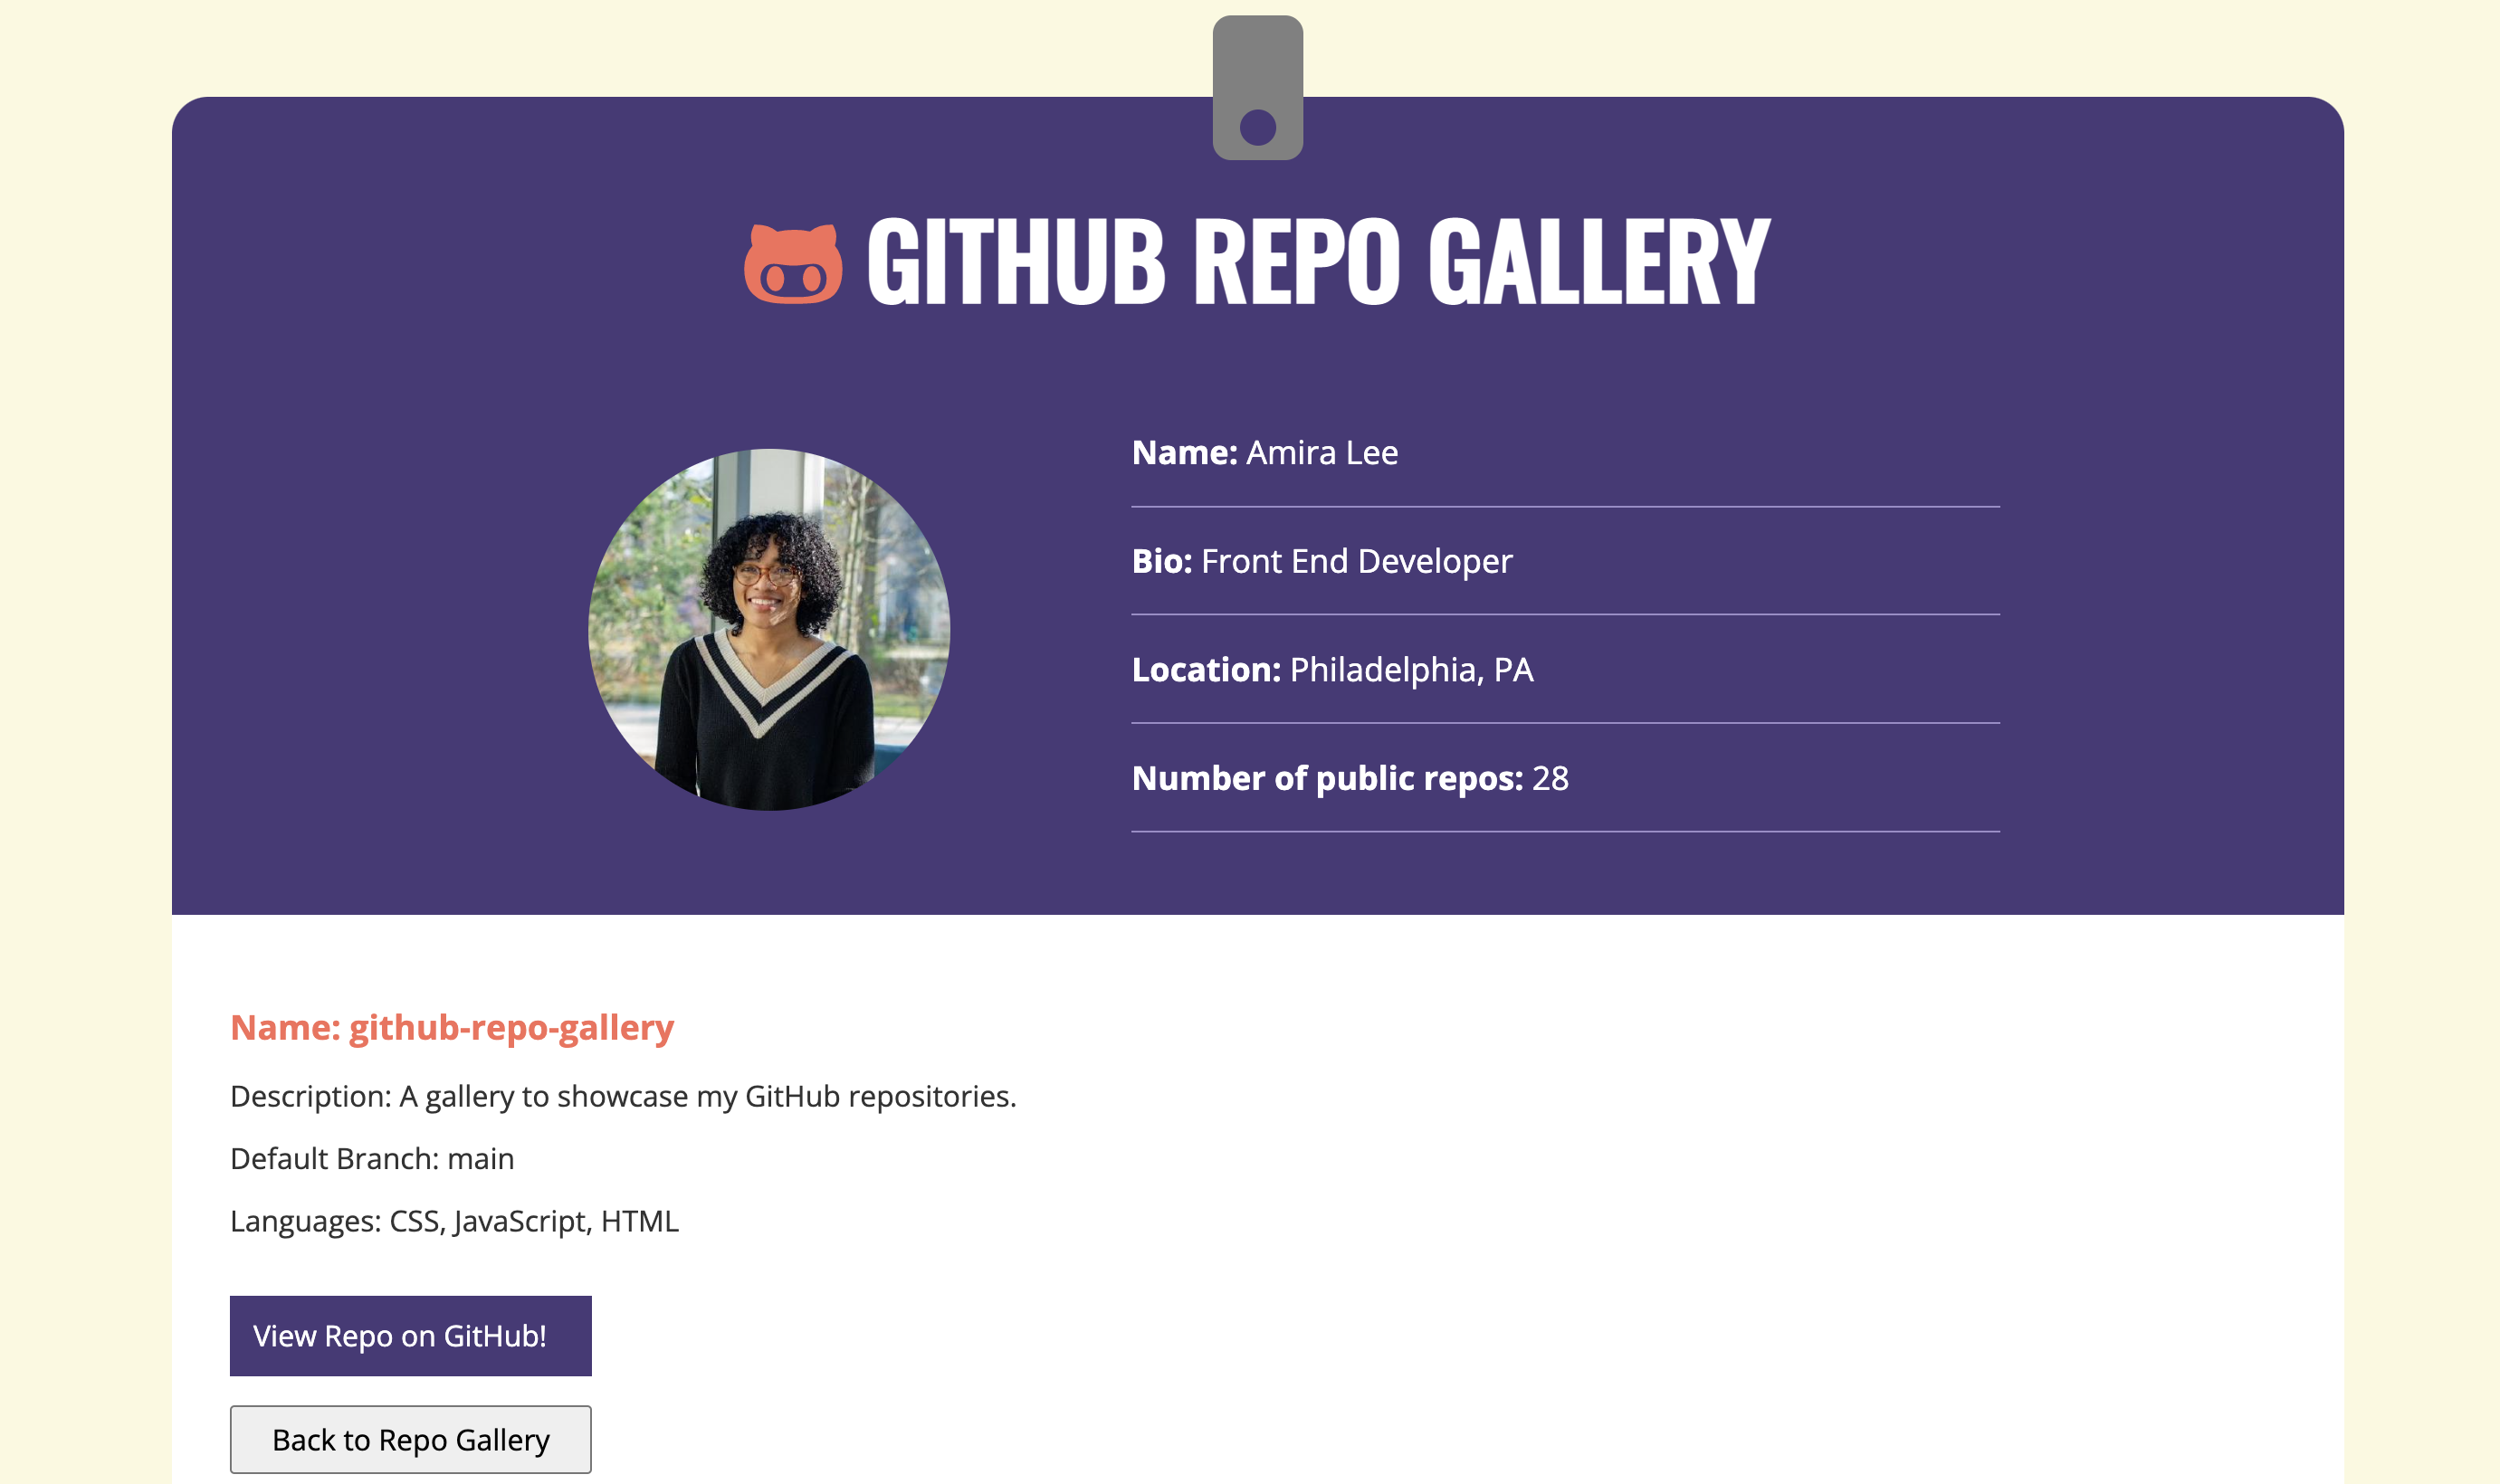 GITHUB REPO GALLERY
Name: Amira Lee
Bio: Front End Developer
Location: Philadelphia, PA
Number of public repos: 28
Name: github-repo-gallery
Description: A gallery to showcase my GitHub repositories.
Default Branch: main
Languages: CSS, JavaScript, HTML
View Repo on GitHub!
Back to Repo Gallery